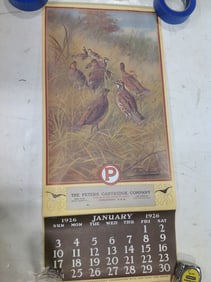 P
THE PETERS CARTRIDGE COMPANY
CINCINNATI, U.S.A.
1926 JANUARY 1926
SUN MON TUE WED THU FRI SAT
1 2
3 4 5 6 7 8 9
10 11 12 13 14 15 16
17 18 19 20 21 22 23
25 26 27 28 29 30